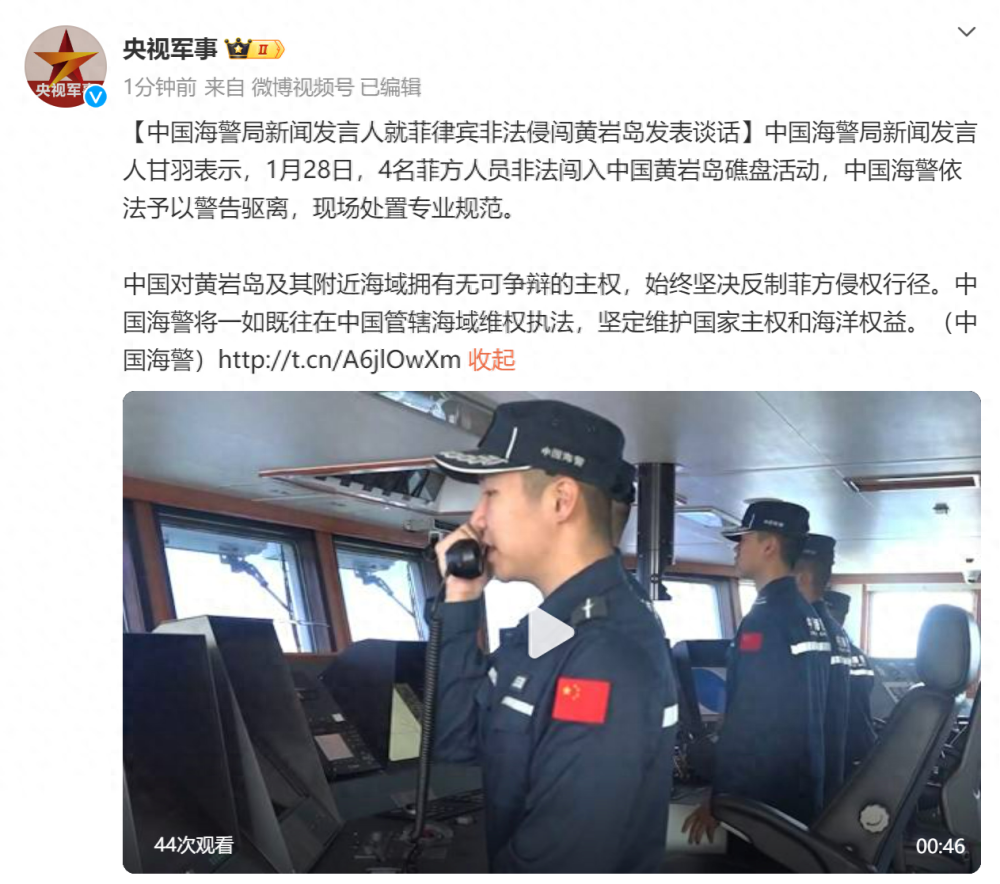 央视军事
II
1分钟前 来自 微博视频号 已编辑
央视军
【中国海警局新闻发言人就菲律宾非法侵闯黄岩岛发表谈话】中国海警局新闻发言
人甘羽表示，1月28日，4名菲方人员非法闯入中国黄岩岛礁盘活动，中国海警依
法予以警告驱离，现场处置专业规范。
中国对黄岩岛及其附近海域拥有无可争辩的主权，始终坚决反制菲方侵权行径。中
国海警将一如既往在中国管辖海域维权执法，坚定维护国家主权和海洋权益。（中
国海警）http://t.cn/A6jlOwXm 收起
中国海警
44次观看
00:46